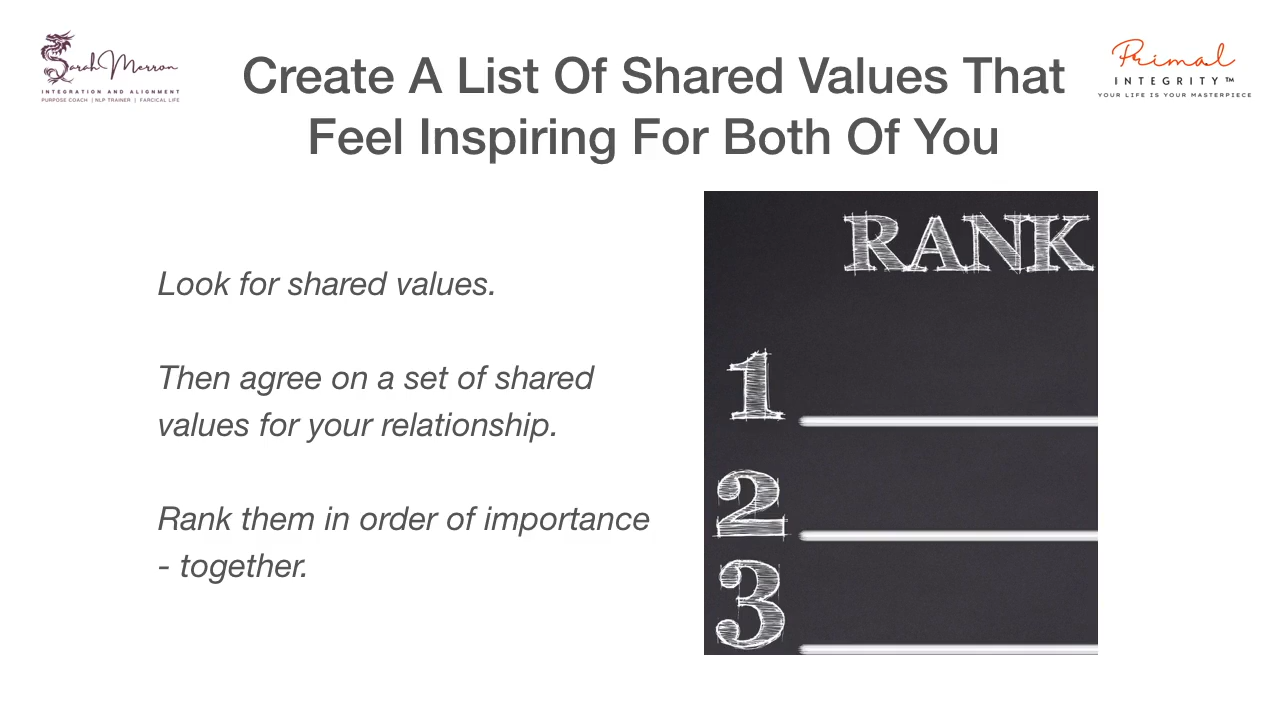 Sarah Merron
INTEGRATION AND ALIGNMENT
PURPOSE COACH | NLP TRAINER | FARCICAL LIFE
Create A List Of Shared Values That
Feel Inspiring For Both Of You
Primal
INTEGRITY™
YOUR LIFE IS YOUR MASTERPIECE
Look for shared values.
Then agree on a set of shared
values for your relationship.
Rank them in order of importance
- together.
RANK
1
2
3